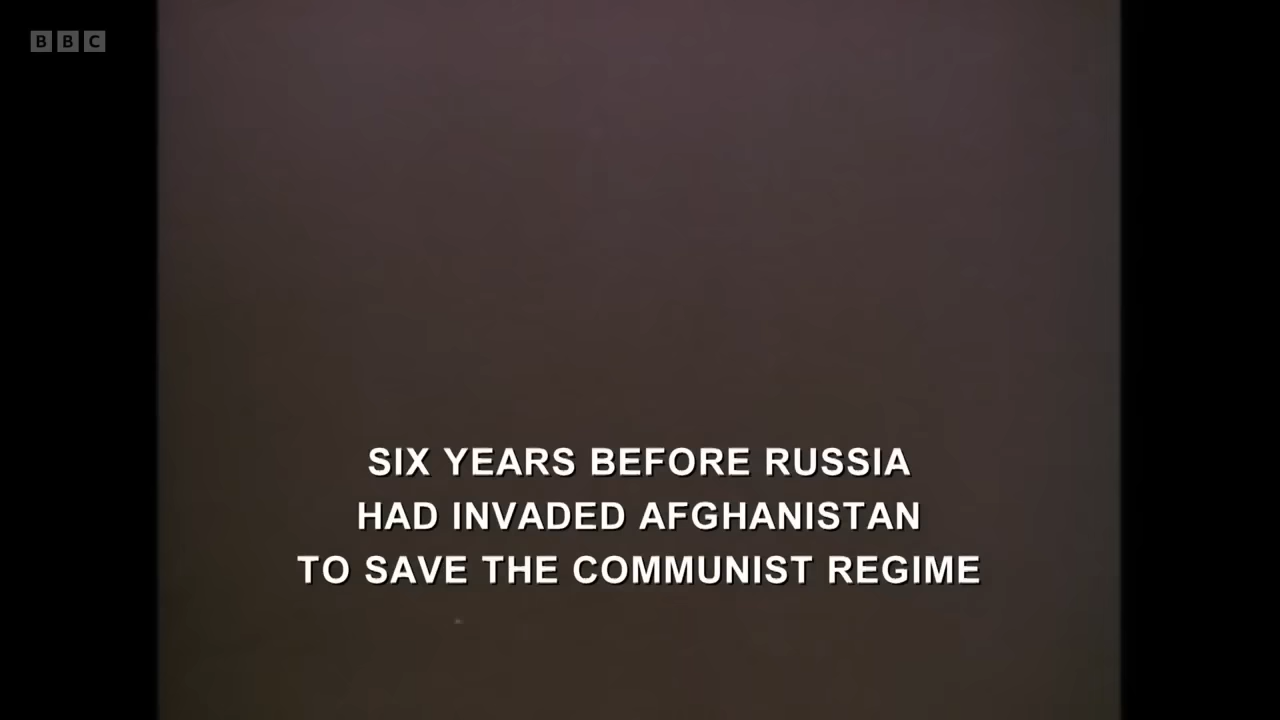 BBC
SIX YEARS BEFORE RUSSIA
HAD INVADED AFGHANISTAN
TO SAVE THE COMMUNIST REGIME